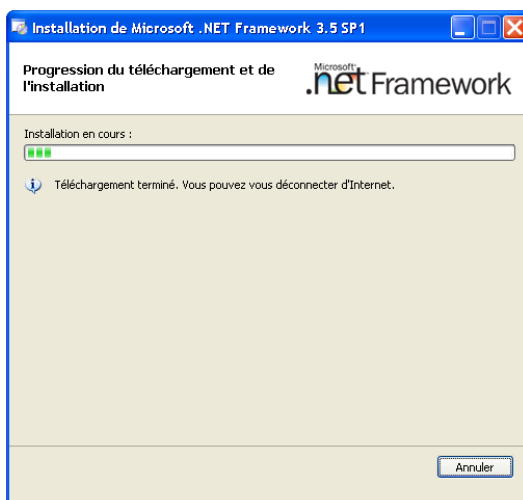 Installation de Microsoft .NET Framework 3.5 SP1
Progression du téléchargement et de
l'installation
Microsoft
.net Framework
Installation en cours :
Téléchargement terminé. Vous pouvez vous déconnecter d'Internet.
Annuler